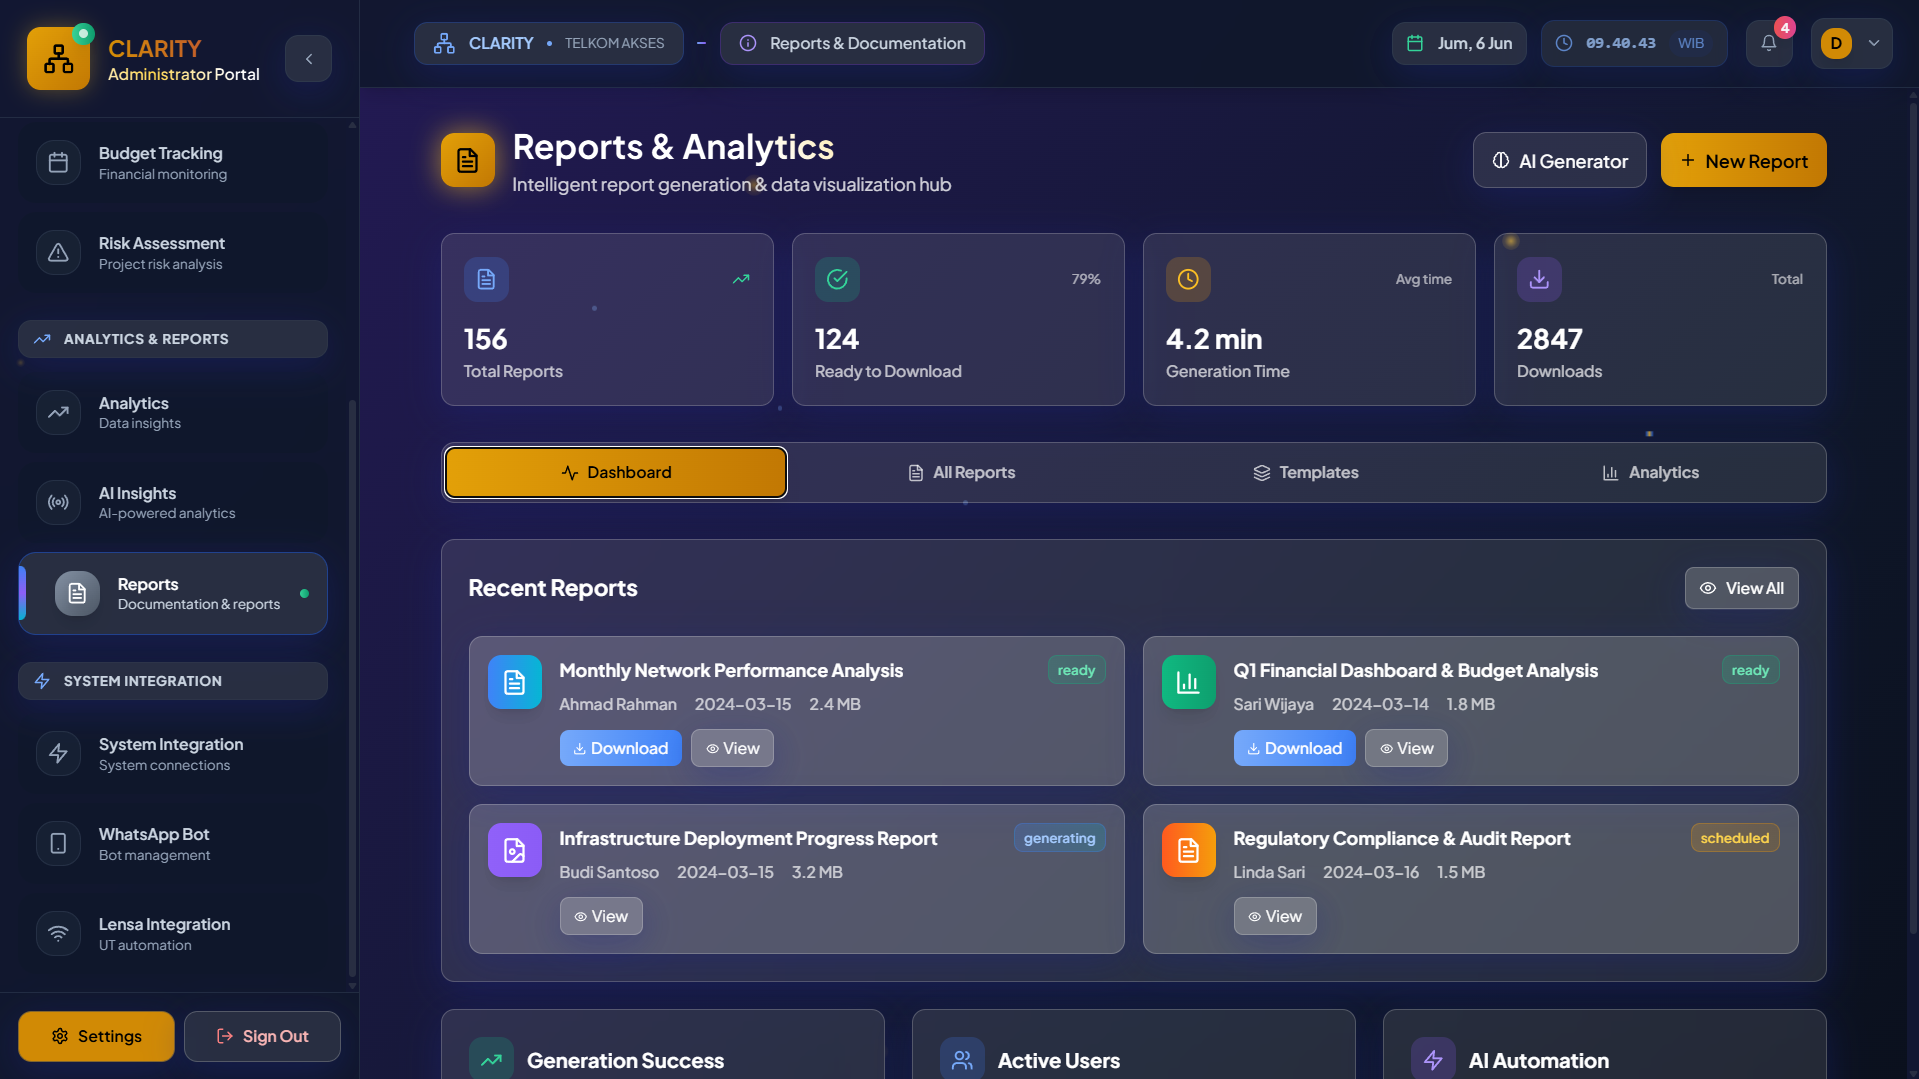 CLARITY
Administrator Portal
Budget Tracking
Financial monitoring
Risk Assessment
Project risk analysis
ANALYTICS & REPORTS
Analytics
Data insights
AI Insights
AI-powered analytics
Reports
Documentation & reports
SYSTEM INTEGRATION
System Integration
System connections
WhatsApp Bot
Bot management
Lensa Integration
UT automation
Settings
Sign Out
CLARITY • TELKOM AKSES
Reports & Documentation
Jum, 6 Jun
09.40.43 WIB
4
D
Reports & Analytics
Intelligent report generation & data visualization hub
AI Generator
+ New Report
156
Total Reports
79%
124
Ready to Download
Avg time
4.2 min
Generation Time
Total
2847
Downloads
Dashboard
All Reports
Templates
Analytics
Recent Reports
View All
Monthly Network Performance Analysis
ready
Ahmad Rahman 2024-03-15 2.4 MB
Download
View
Q1 Financial Dashboard & Budget Analysis
ready
Sari Wijaya 2024-03-14 1.8 MB
Download
View
Infrastructure Deployment Progress Report
generating
Budi Santoso 2024-03-15 3.2 MB
View
Regulatory Compliance & Audit Report
scheduled
Linda Sari 2024-03-16 1.5 MB
View
Generation Success
Active Users
AI Automation